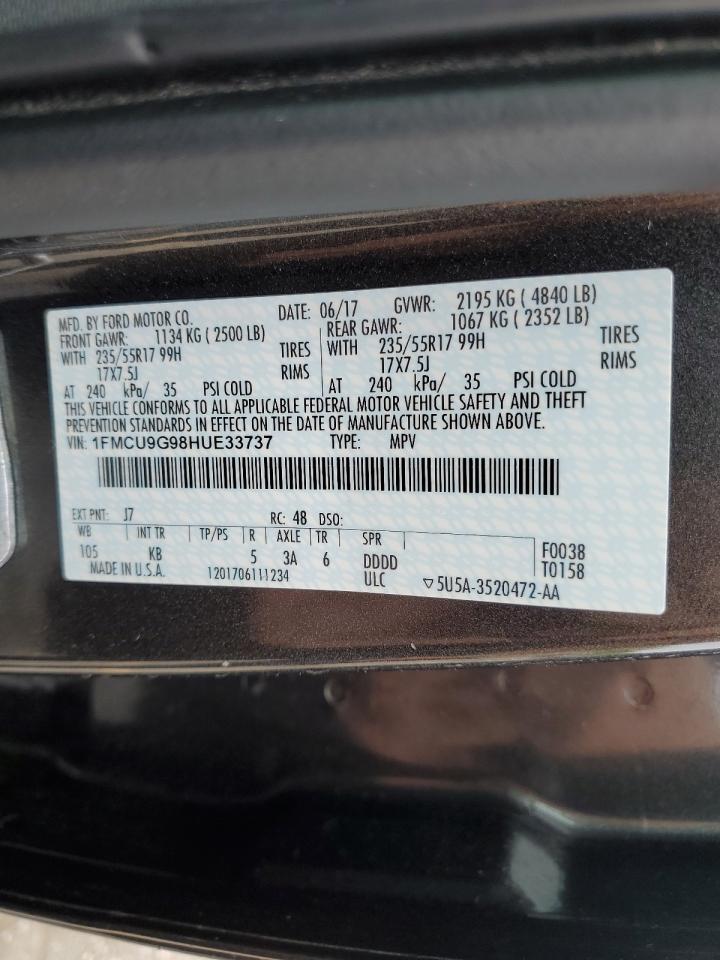 MFD. BY FORD MOTOR CO. DATE: 06/17 GVWR: 2195 KG ( 4840 LB)
FRONT GAWR: 1134 KG ( 2500 LB) REAR GAWR: 1067 KG ( 2352 LB)
WITH 235/55R17 99H TIRES WITH 235/55R17 99H TIRES
17X7.5J RIMS 17X7.5J RIMS
AT 240 kPa/ 35 PSI COLD AT 240 kPa/ 35 PSI COLD
THIS VEHICLE CONFORMS TO ALL APPLICABLE FEDERAL MOTOR VEHICLE SAFETY AND THEFT
PREVENTION STANDARDS IN EFFECT ON THE DATE OF MANUFACTURE SHOWN ABOVE.
VIN: 1FMCU9G98HUE33737 TYPE: MPV
EXT PNT: J7 RC: 48 DSO:
WB INT TR TP/PS R AXLE TR SPR
105 KB 5 3A 6 DDDD F0038
MADE IN U.S.A. 1201706111234 ULC ▽5U5A-3520472-AA T0158